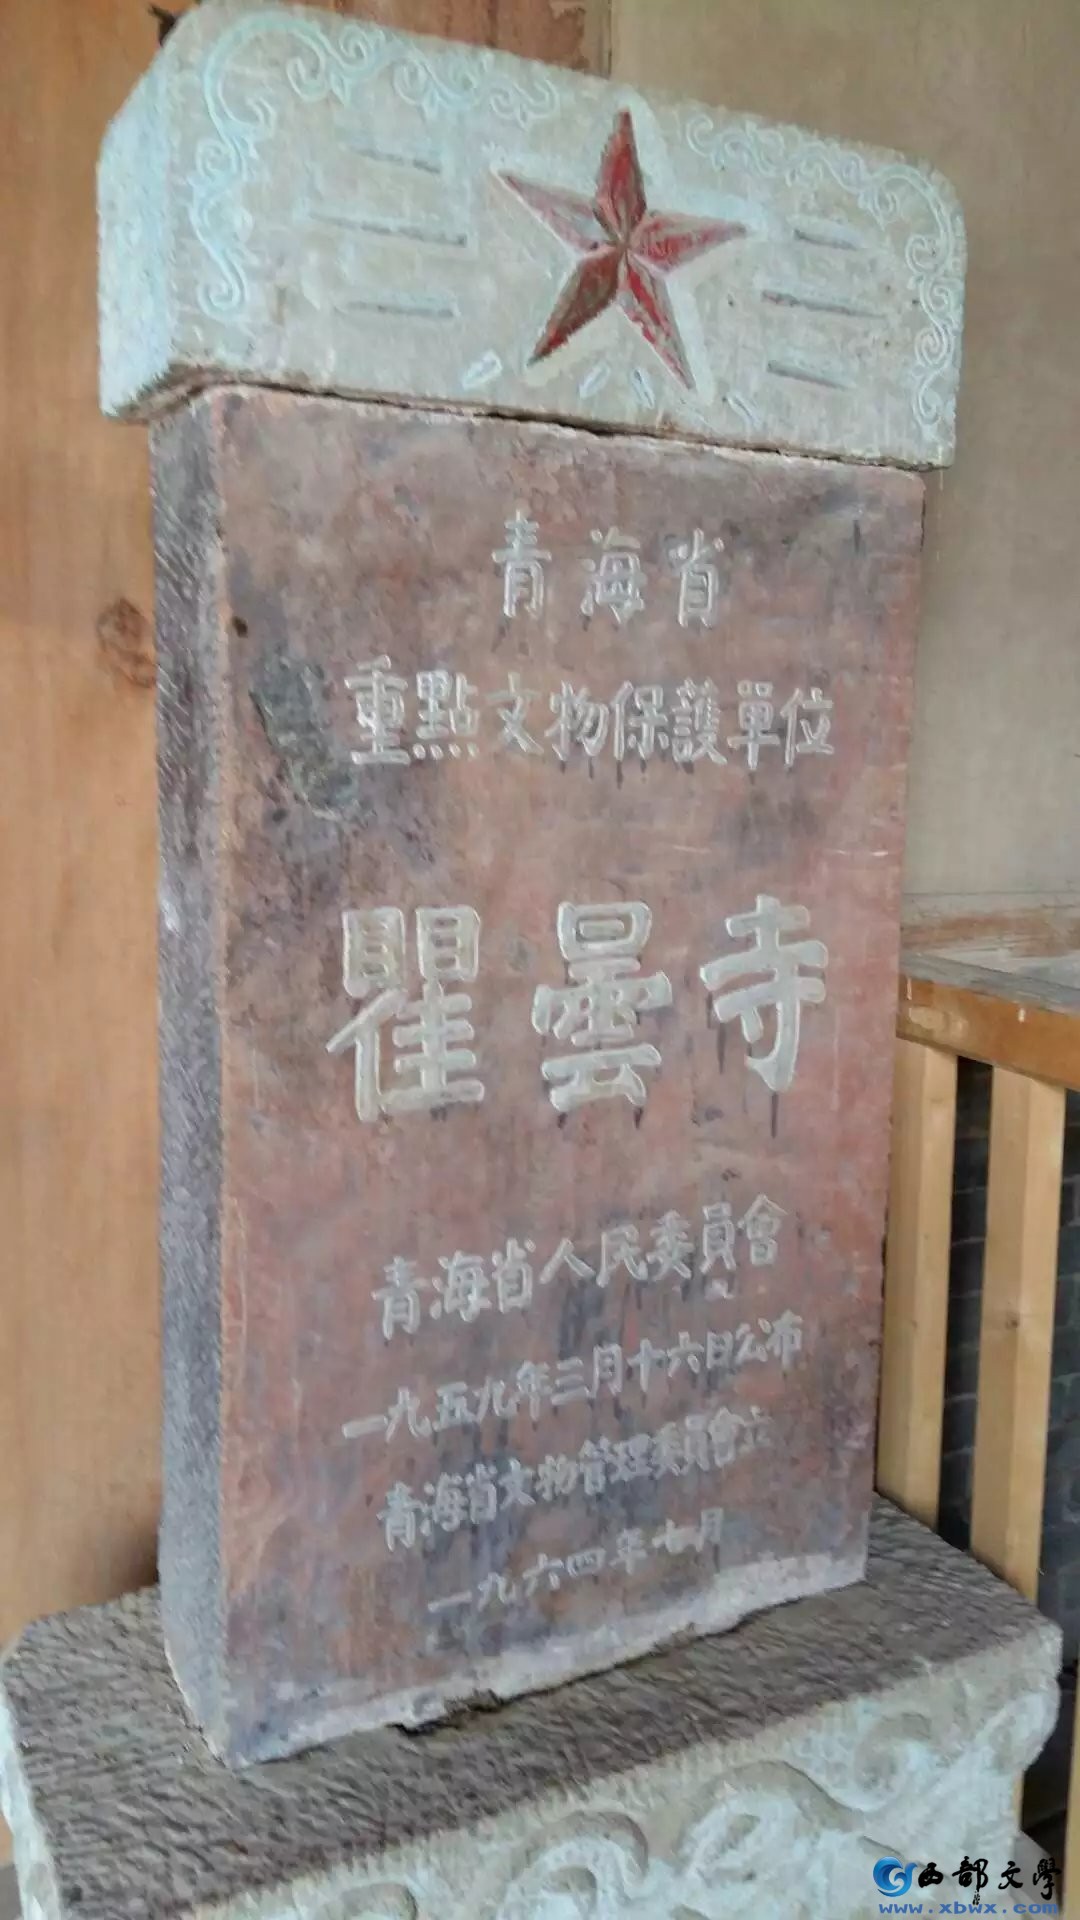 青海省
重點文物保護單位
瞿曇寺
青海省人民委員會
一九五九年三月十六日公布
青海省文物管理委員會立
一九六四年七月
西部文學
www.xbwx.com